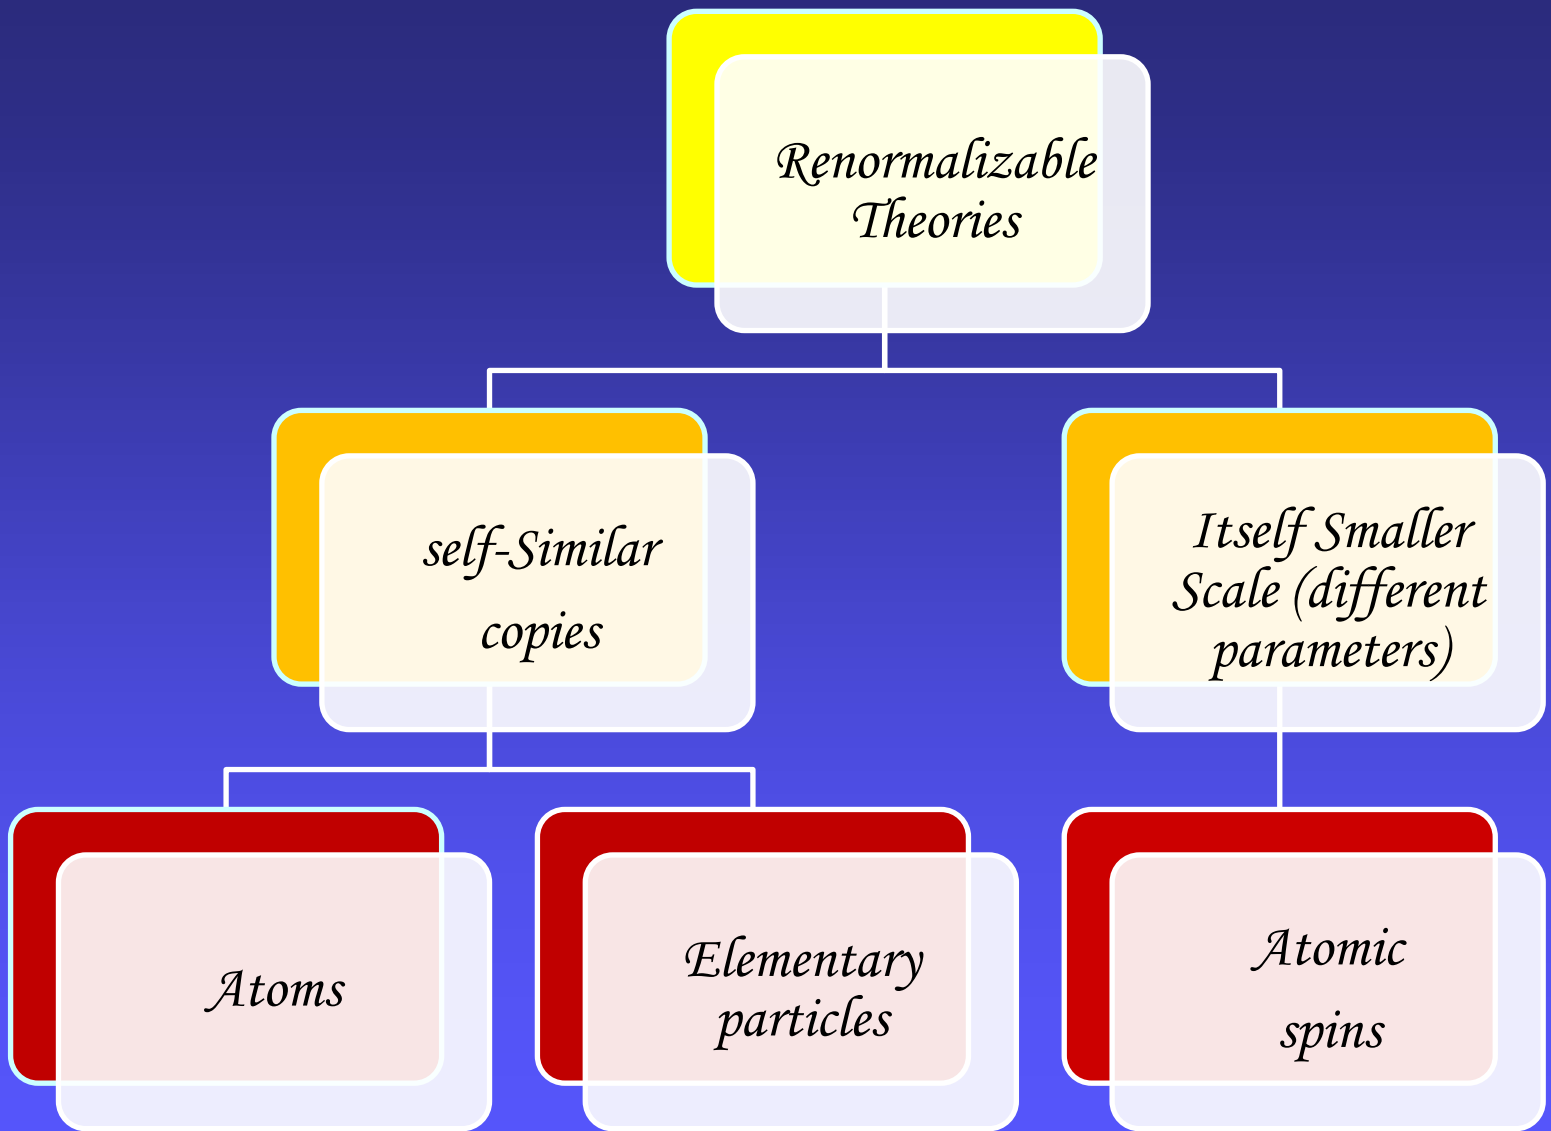 Renormalizable
Theories
self-Similar
copies
Itself Smaller
Scale (different
parameters)
Atoms
Elementary
particles
Atomic
spins